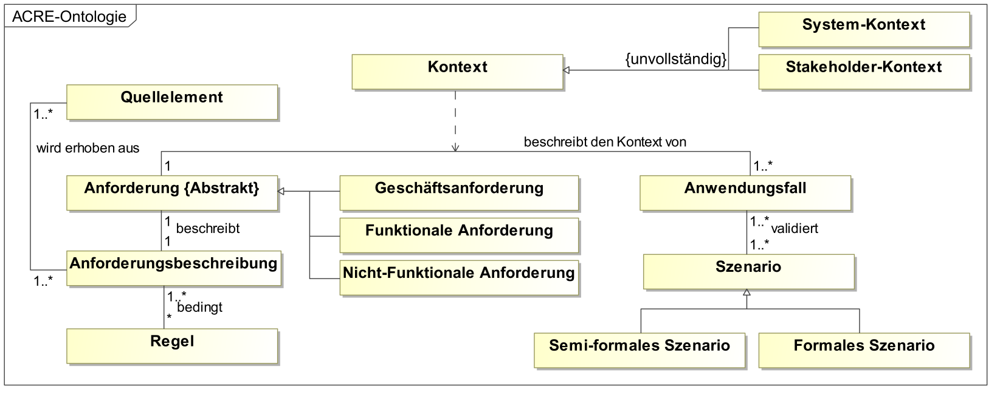 ACRE-Ontologie
System-Kontext
{unvollständig}
Kontext
Stakeholder-Kontext
Quellelement
1..*
wird erhoben aus
beschreibt den Kontext von
1
1..*
Anforderung {Abstrakt}
Geschäftsanforderung
Anwendungsfall
1
beschreibt
1
Funktionale Anforderung
1..*
validiert
1..*
Anforderungsbeschreibung
1..*
Nicht-Funktionale Anforderung
Szenario
1..*
bedingt
*
Regel
Semi-formales Szenario
Formales Szenario